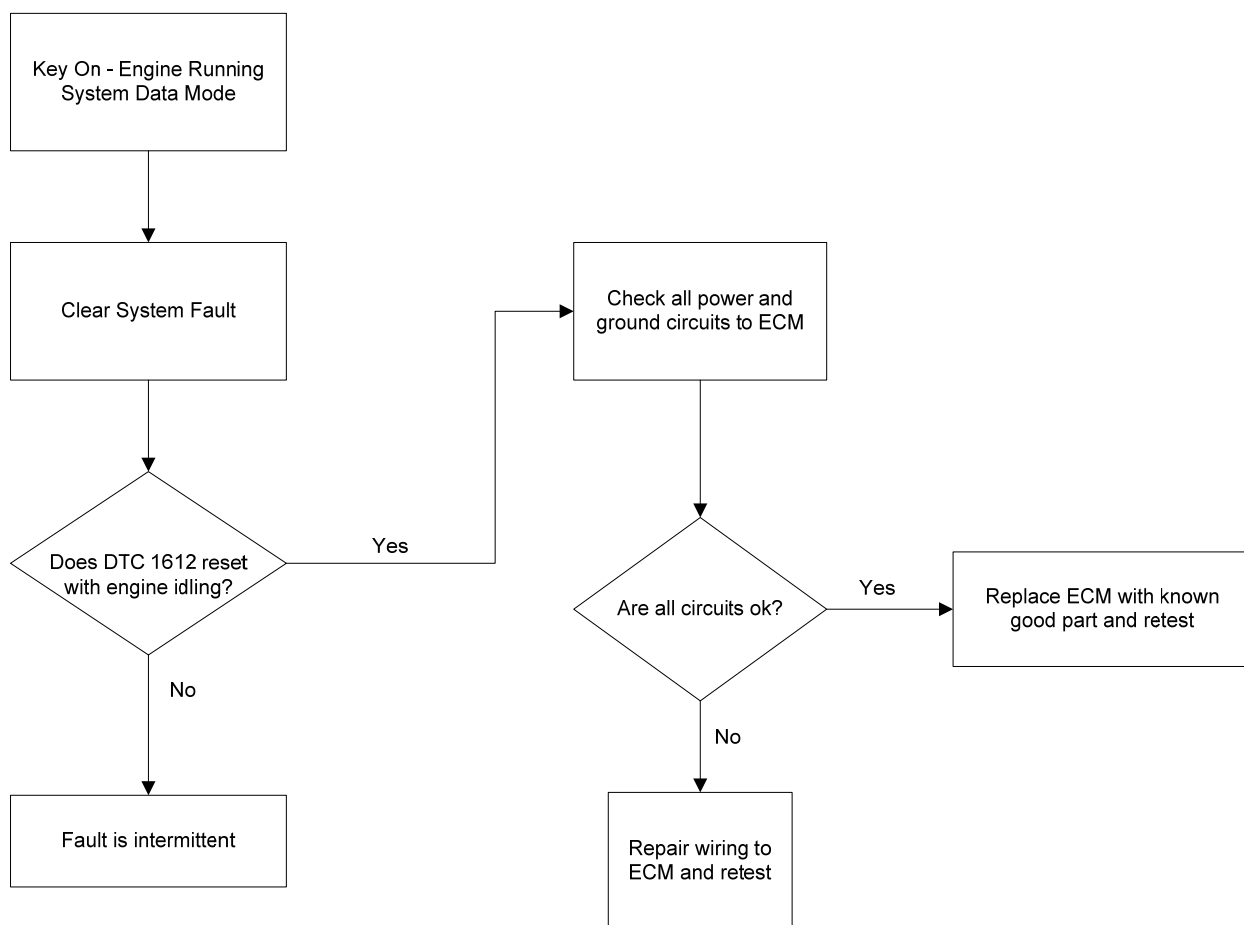 Key On - Engine Running
System Data Mode
Clear System Fault
Does DTC 1612 reset
with engine idling?
Yes
No
Fault is intermittent
Check all power and
ground circuits to ECM
Are all circuits ok?
Yes
No
Replace ECM with known
good part and retest
Repair wiring to
ECM and retest